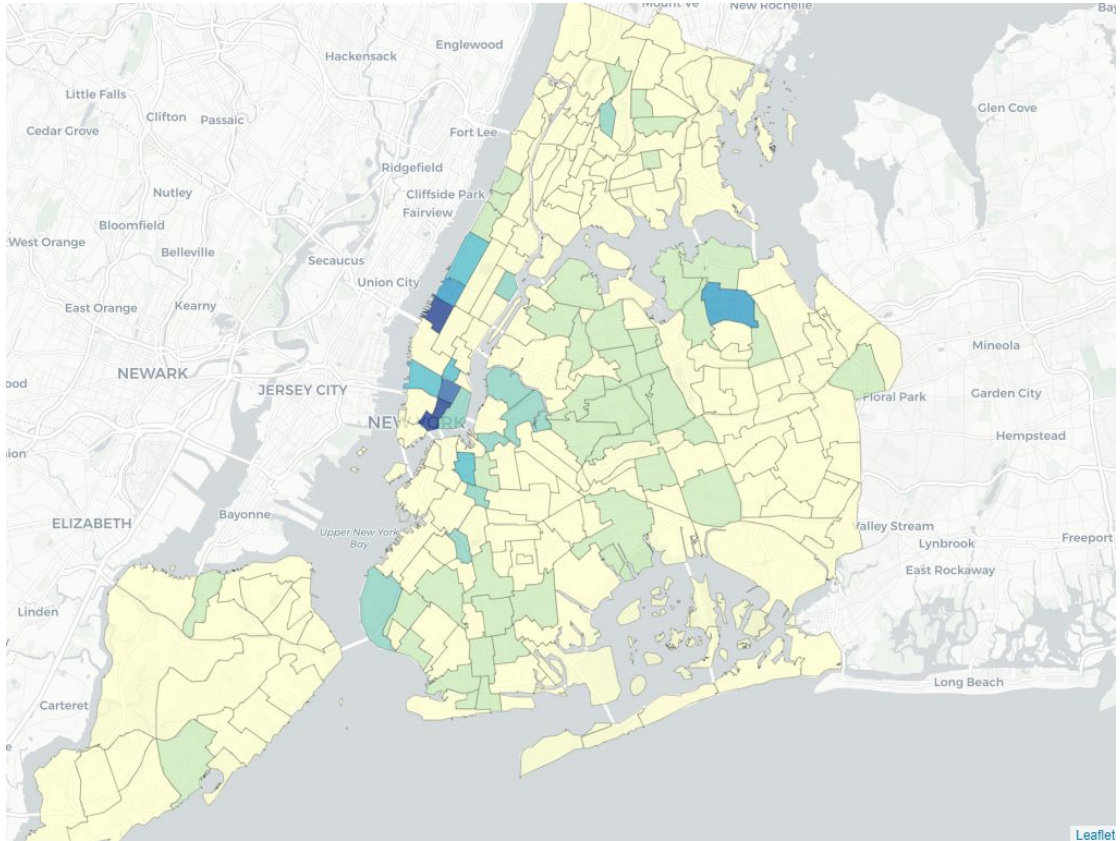 Mount Ve
New Rochelle
Ba
Englewood
Hackensack
Little Falls
Glen Cove
Clifton
Passaic
Cedar Grove
Fort Lee
Ridgefield
Nutley
Cliffside Park
Fairview
Bloomfield
West Orange
Belleville
Secaucus
Union City
East Orange
Kearny
Mineola
NEWARK
JERSEY CITY
Garden City
Floral Park
NEW YORK
Hempstead
Bayonne
ELIZABETH
Upper New York
Bay
Valley Stream
Lynbrook
Freeport
East Rockaway
Linden
Long Beach
Carteret
Leaflet